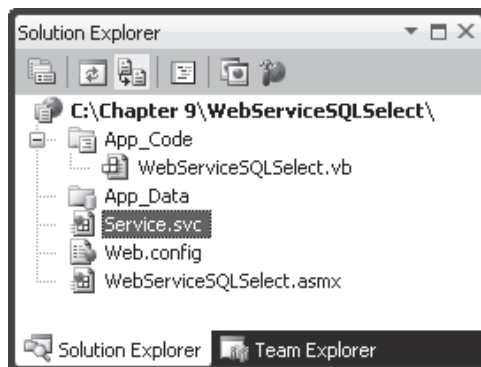 Solution Explorer
C:\Chapter 9\WebServiceSQLSelect\
App_Code
WebServiceSQLSelect.vb
App_Data
Service.svc
Web.config
WebServiceSQLSelect.asmx
Solution Explorer Team Explorer